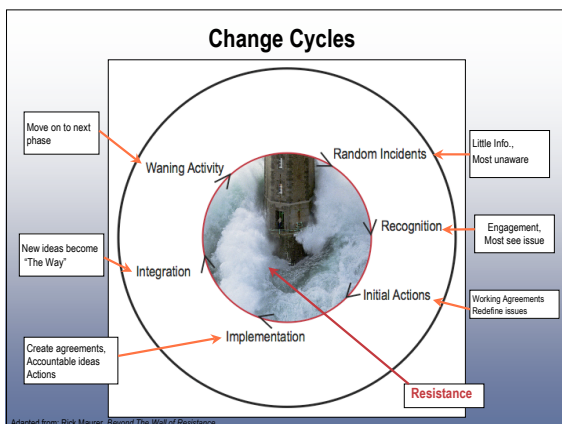 Change Cycles
Move on to next
phase
Waning Activity
Random Incidents
Little Info.,
Most unaware
Recognition
Engagement,
Most see issue
New ideas become
“The Way”
Integration
Initial Actions
Working Agreements
Redefine issues
Implementation
Create agreements,
Accountable ideas
Actions
Resistance
Adapted from: Rick Maurer, Beyond The Wall of Resistance